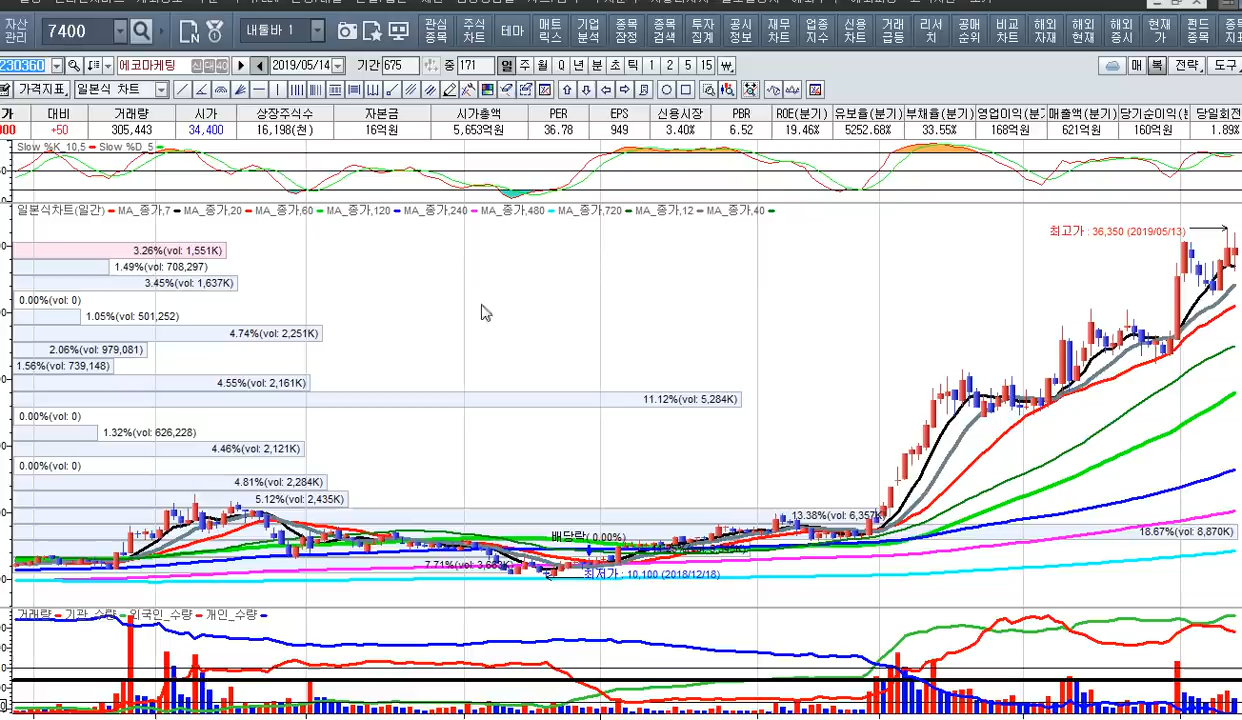 자산 관리 7400 내툴바 1 관심 종목 주식 차트 테마 매트 릭스 기업 분석 종목 잠정 종목 검색 투자 집계 공시 정보 재무 차트 업종 지수 신용 차트 거래 급등 리서 치 공매 순위 비교 차트 해외 자재 해외 현재 해외 증시 현재 가 펀드 종목
230360 에코마케팅 신 대 40 2019/05/14 기간 675 중 171 일 주 월 Q 년 분 초 틱 1 2 5 15 매 복 전략 도구
가격지표 일본식 차트
가 대비 거래량 시가 상장주식수 자본금 시가총액 PER EPS 신용시장 PBR ROE(분기) 유보율(분기) 부채율(분기) 영업이익(분기 매출액(분기) 당기순이익( 당일회전
+50 305,443 34,400 16,198(천) 16억원 5,653억원 36.78 949 3.40% 6.52 19.46% 5252.68% 33.55% 168억원 621억원 160억원 1.89%
Slow %K_10,5 Slow %D_5
일본식차트(일간) MA_종가,7 MA_종가,20 MA_종가,60 MA_종가,120 MA_종가,240 MA_종가,480 MA_종가,720 MA_종가,12 MA_종가,40
최고가 : 36,350 (2019/05/13)
3.26%(vol: 1,551K)
1.49%(vol: 708,297)
3.45%(vol: 1,637K)
0.00%(vol: 0)
1.05%(vol: 501,252)
4.74%(vol: 2,251K)
2.06%(vol: 979,081)
1.56%(vol: 739,148)
4.55%(vol: 2,161K)
11.12%(vol: 5,284K)
0.00%(vol: 0)
1.32%(vol: 626,228)
4.46%(vol: 2,121K)
0.00%(vol: 0)
4.81%(vol: 2,284K)
5.12%(vol: 2,435K)
13.38%(vol: 6,357K)
18.67%(vol: 8,870K)
배당락( 0.00%)
최저가 : 10,100 (2018/12/18)
거래량 기관_수량 외국인_수량 개인_수량